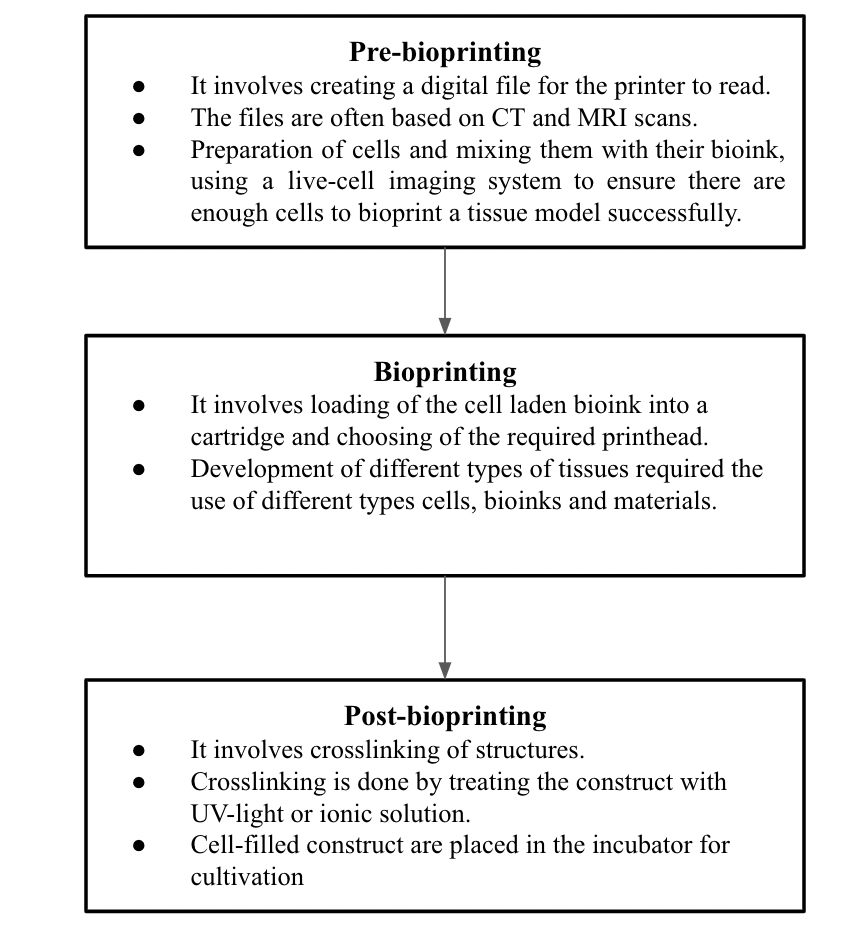 Pre-bioprinting
● It involves creating a digital file for the printer to read.
● The files are often based on CT and MRI scans.
● Preparation of cells and mixing them with their bioink,
using a live-cell imaging system to ensure there are
enough cells to bioprint a tissue model successfully.
Bioprinting
● It involves loading of the cell laden bioink into a
cartridge and choosing of the required printhead.
● Development of different types of tissues required the
use of different types cells, bioinks and materials.
Post-bioprinting
● It involves crosslinking of structures.
● Crosslinking is done by treating the construct with
UV-light or ionic solution.
● Cell-filled construct are placed in the incubator for
cultivation